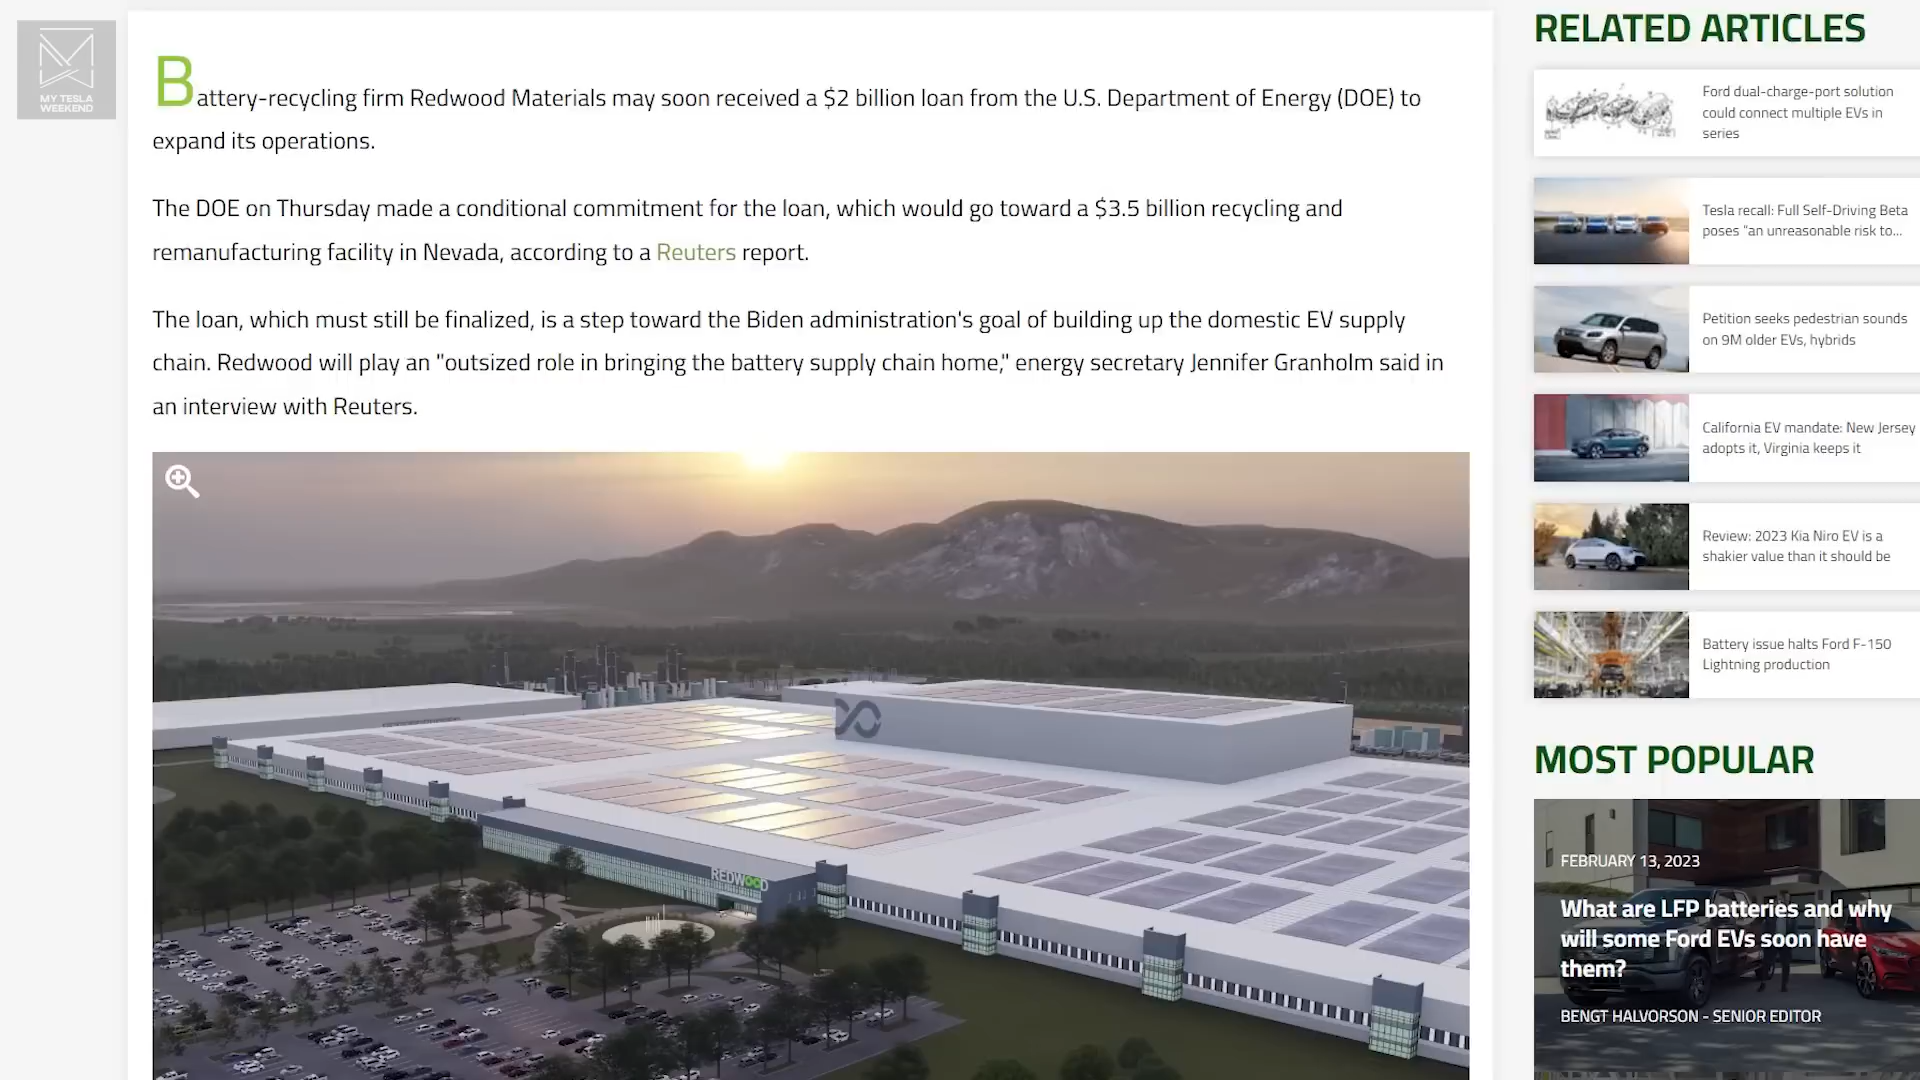 MY TESLA
WEEKEND
Battery-recycling firm Redwood Materials may soon received a $2 billion loan from the U.S. Department of Energy (DOE) to
expand its operations.
The DOE on Thursday made a conditional commitment for the loan, which would go toward a $3.5 billion recycling and
remanufacturing facility in Nevada, according to a Reuters report.
The loan, which must still be finalized, is a step toward the Biden administration's goal of building up the domestic EV supply
chain. Redwood will play an "outsized role in bringing the battery supply chain home," energy secretary Jennifer Granholm said in
an interview with Reuters.
REDWOOD
RELATED ARTICLES
Ford dual-charge-port solution
could connect multiple EVs in
series
Tesla recall: Full Self-Driving Beta
poses “an unreasonable risk to...
Petition seeks pedestrian sounds
on 9M older EVs, hybrids
California EV mandate: New Jersey
adopts it, Virginia keeps it
Review: 2023 Kia Niro EV is a
shakier value than it should be
Battery issue halts Ford F-150
Lightning production
MOST POPULAR
FEBRUARY 13, 2023
What are LFP batteries and why
will some Ford EVs soon have
them?
BENGT HALVORSON - SENIOR EDITOR